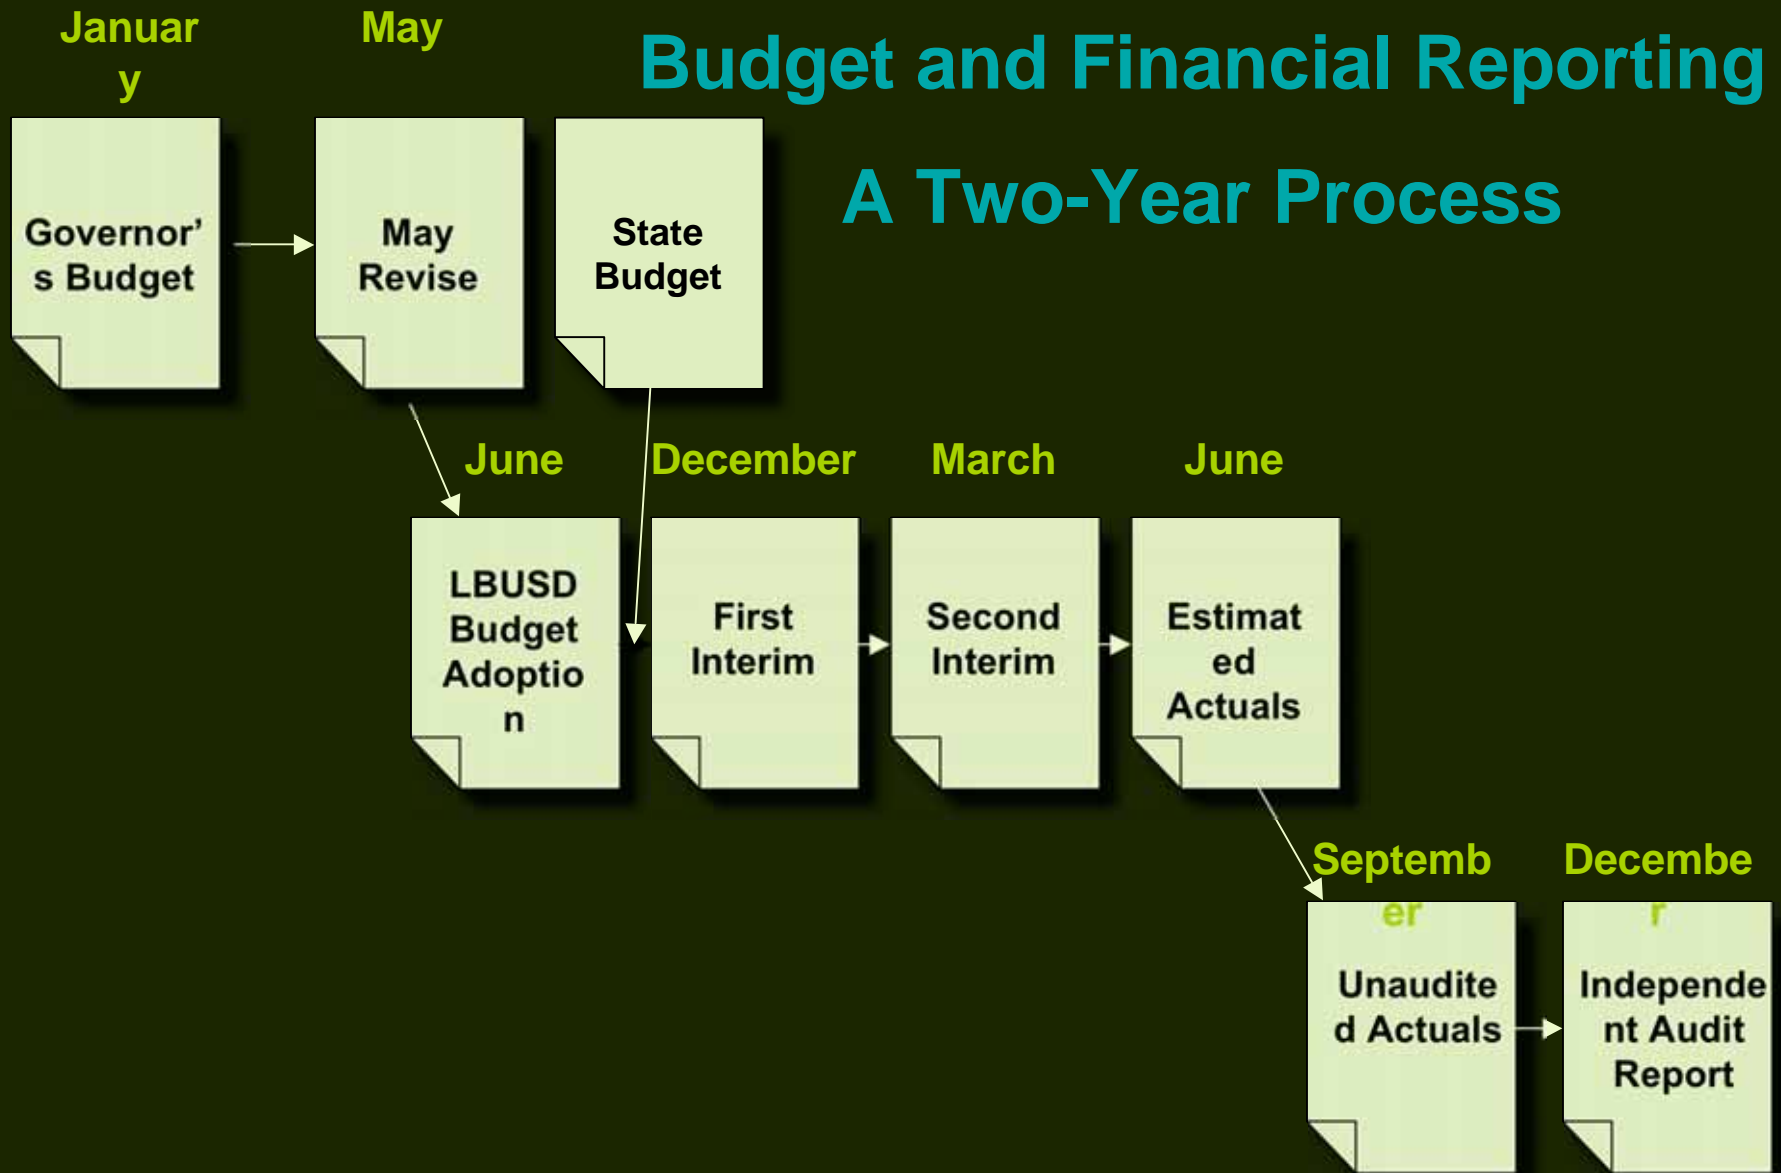 Januar
y
May
Budget and Financial Reporting
A Two-Year Process
Governor’
s Budget
May
Revise
State
Budget
June
December
March
June
LBUSD
Budget
Adoptio
n
First
Interim
Second
Interim
Estimat
ed
Actuals
Septemb
er
Decembe
r
Unaudite
d Actuals
Independe
nt Audit
Report